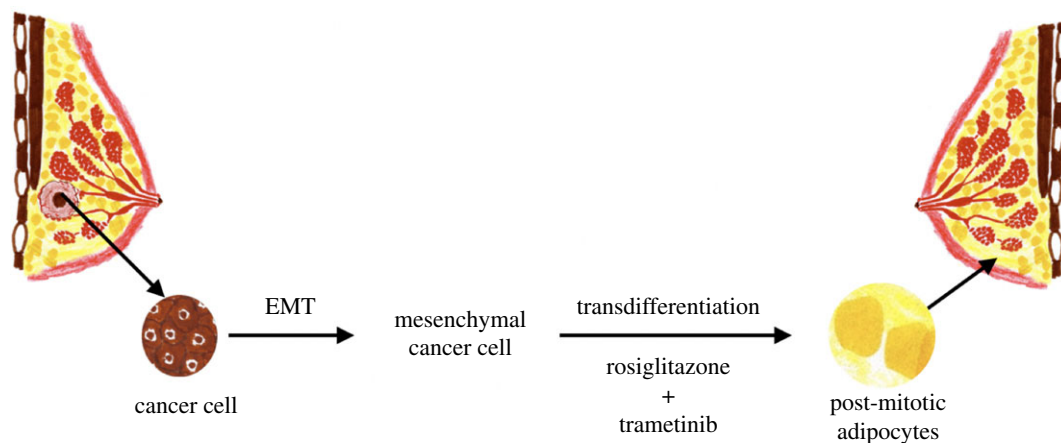 EMT
transdifferentiation
mesenchymal
cancer cell
rosiglitazone
+
trametinib
cancer cell
post-mitotic
adipocytes